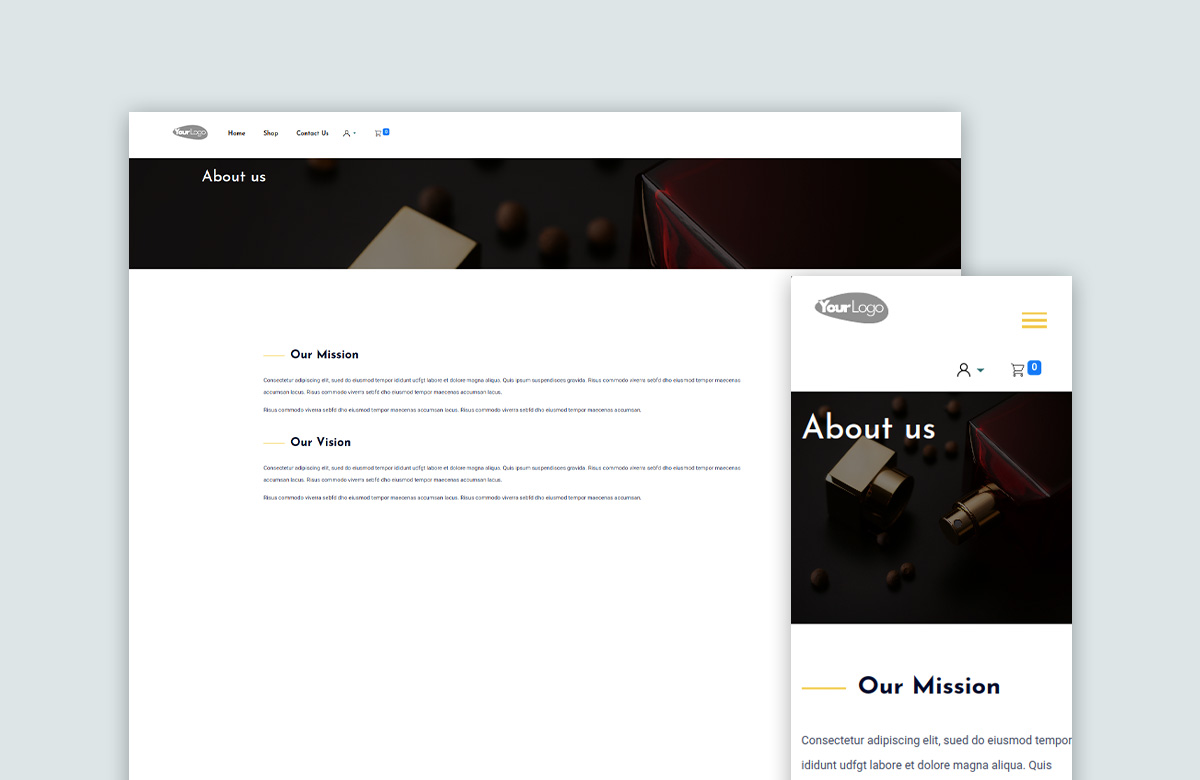 YourLogo
Home Shop Contact Us 0
About us
Our Mission
Consectetur adipiscing elit, sued do eiusmod tempor ididunt udfgt labore et dolore magna aliqua. Quis ipsum suspendisces gravida. Risus commodo viverra sebfd dho eiusmod tempor maecenas
accumsan lacus. Risus commodo viverra sebfd dho eiusmod tempor maecenas accumsan lacus.
Risus commodo viverra sebfd dho eiusmod tempor maecenas accumsan lacus. Risus commodo viverra sebfd dho eiusmod tempor maecenas accumsan.
Our Vision
Consectetur adipiscing elit, sued do eiusmod tempor ididunt udfgt labore et dolore magna aliqua. Quis ipsum suspendisces gravida. Risus commodo viverra sebfd dho eiusmod tempor maecenas
accumsan lacus. Risus commodo viverra sebfd dho eiusmod tempor maecenas accumsan lacus.
Risus commodo viverra sebfd dho eiusmod tempor maecenas accumsan lacus. Risus commodo viverra sebfd dho eiusmod tempor maecenas accumsan.
YourLogo
0
About us
Our Mission
Consectetur adipiscing elit, sued do eiusmod tempor
ididunt udfgt labore et dolore magna aliqua. Quis